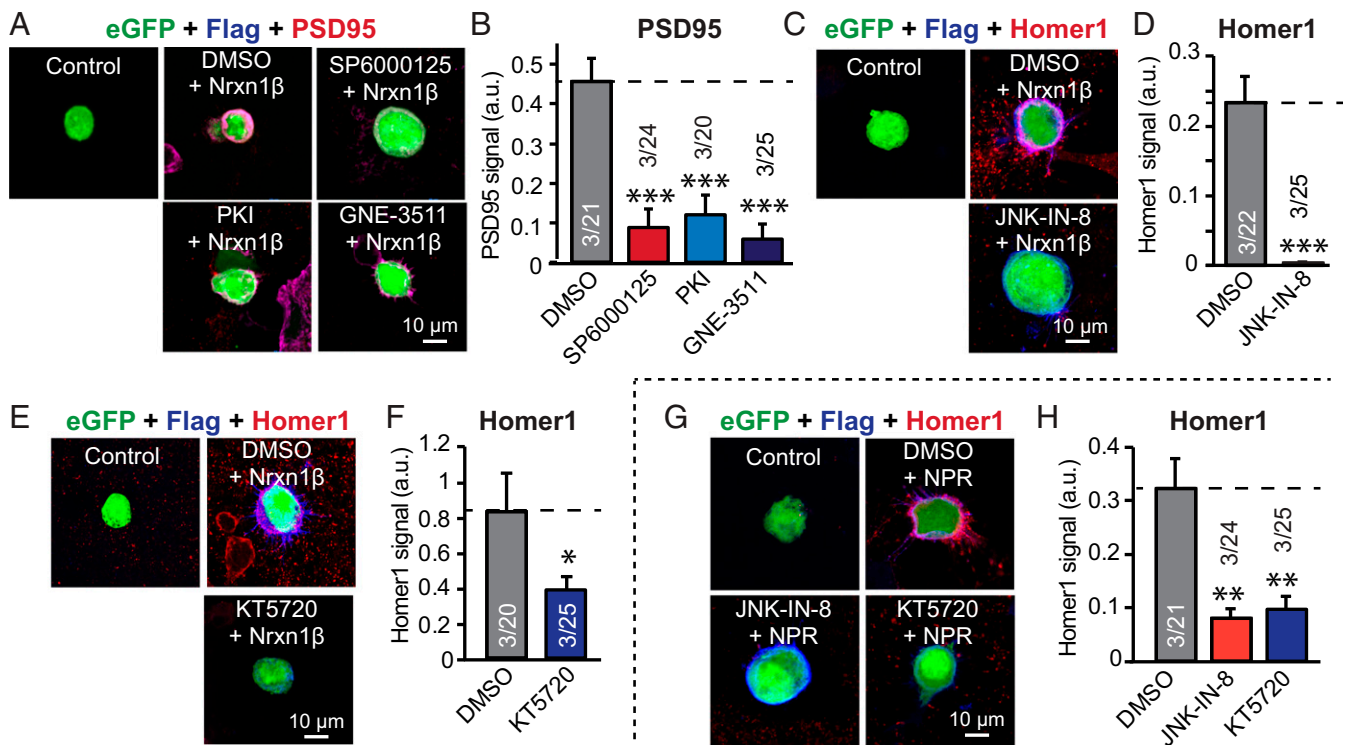 A
eGFP + Flag + PSD95
Control
DMSO
+ Nrxn1β
SP6000125
+ Nrxn1β
PKI
+ Nrxn1β
GNE-3511
+ Nrxn1β
10 µm
B
PSD95
PSD95 signal (a.u.)
0.5
0.4
0.3
0.2
0.1
0
3/21
3/24
***
3/20
***
3/25
***
DMSO
SP6000125
PKI
GNE-3511
C
eGFP + Flag + Homer1
Control
DMSO
+ Nrxn1β
JNK-IN-8
+ Nrxn1β
10 µm
D
Homer1
Homer1 signal (a.u.)
0.3
0.2
0.1
0
3/22
3/25
***
DMSO
JNK-IN-8
E
eGFP + Flag + Homer1
Control
DMSO
+ Nrxn1β
KT5720
+ Nrxn1β
10 µm
F
Homer1
Homer1 signal (a.u.)
1.2
1
0.8
0.6
0.4
0.2
0
3/20
*
3/25
DMSO
KT5720
G
eGFP + Flag + Homer1
Control
DMSO
+ NPR
JNK-IN-8
+ NPR
KT5720
+ NPR
10 µm
H
Homer1
Homer1 signal (a.u.)
0.4
0.3
0.2
0.1
0
3/21
3/24
**
3/25
**
DMSO
JNK-IN-8
KT5720